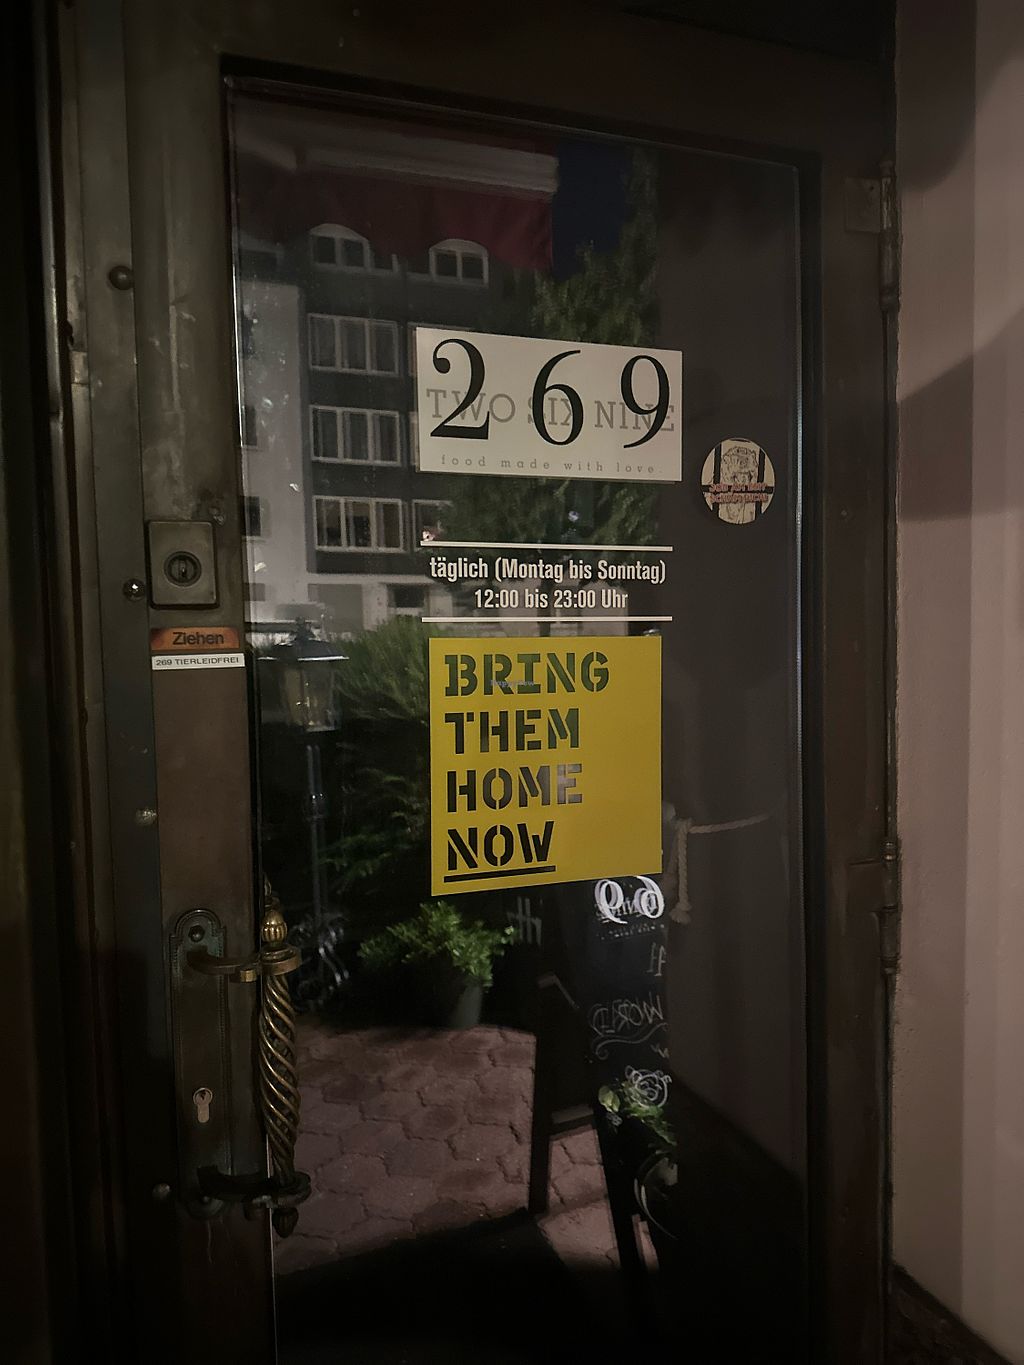 269
TWO SIX NINE
food made with love.
täglich (Montag bis Sonntag)
12:00 bis 23:00 Uhr
Ziehen
269 TIERLEIDFREI
BRING
THEM
HOME
NOW
WORLD